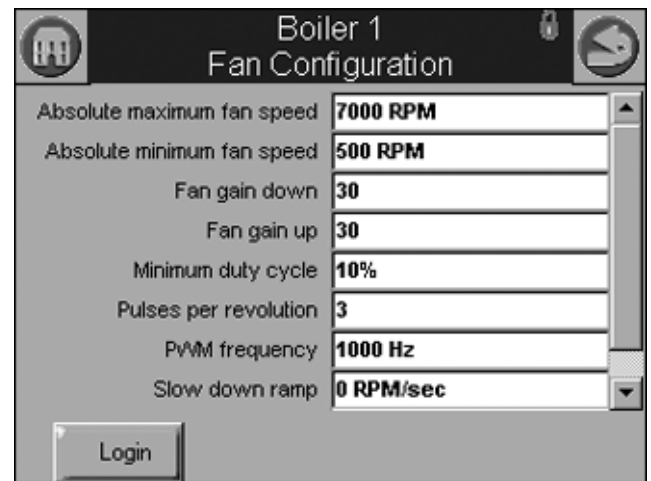 Boiler 1
Fan Configuration
Absolute maximum fan speed 7000 RPM
Absolute minimum fan speed 500 RPM
Fan gain down 30
Fan gain up 30
Minimum duty cycle 10%
Pulses per revolution 3
PWM frequency 1000 Hz
Slow down ramp 0 RPM/sec
Login